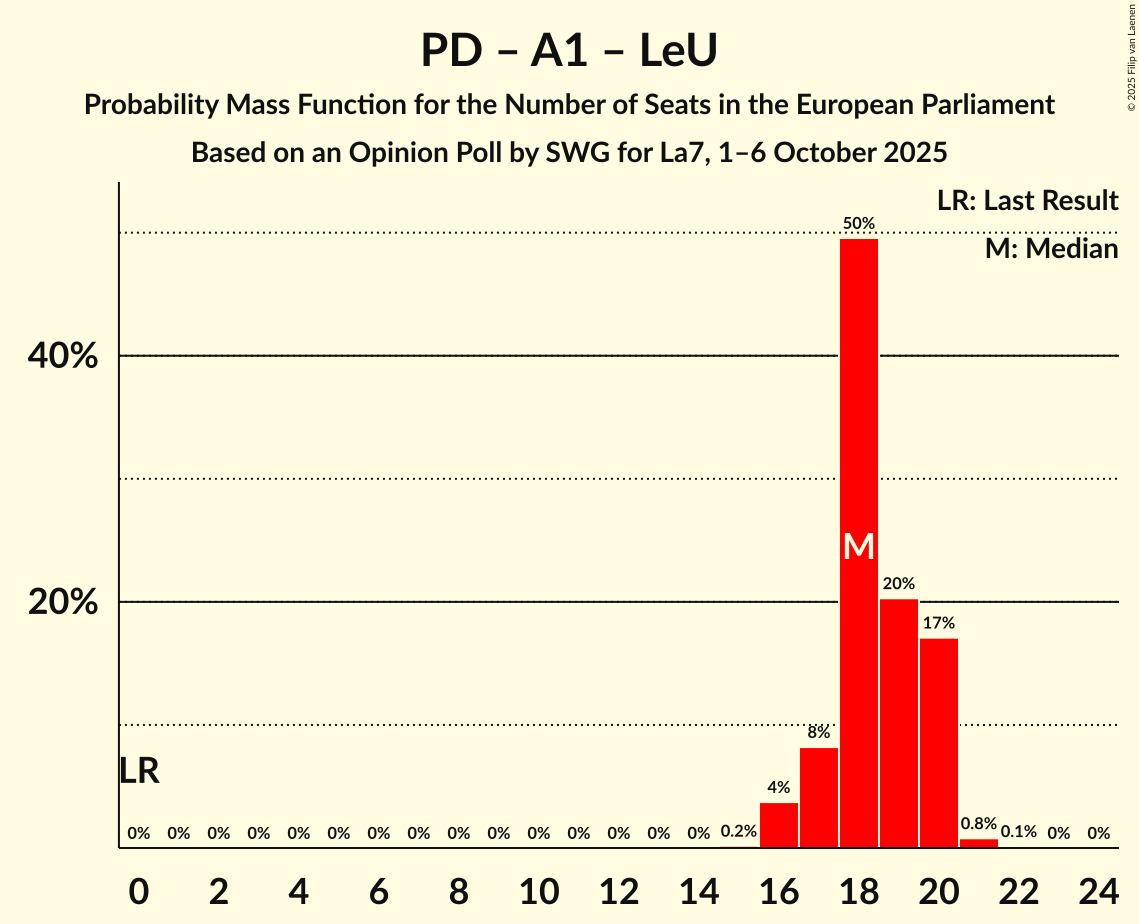 PD – A1 – LeU
Probability Mass Function for the Number of Seats in the European Parliament
Based on an Opinion Poll by SWG for La7, 1–6 October 2025
© 2025 Filip van Laenen
LR: Last Result
M: Median
50%
40%
M
20%
20%
17%
8%
LR
4%
0% 0% 0% 0% 0% 0% 0% 0% 0% 0% 0% 0% 0% 0% 0% 0.2% 0.8% 0.1% 0% 0%
0 2 4 6 8 10 12 14 16 18 20 22 24